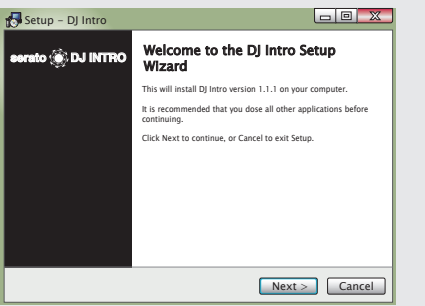 Setup - DJ Intro
serato DJ INTRO
Welcome to the DJ Intro Setup
Wizard
This will install DJ Intro version 1.1.1 on your computer.
It is recommended that you dose all other applications before
continuing.
Click Next to continue, or Cancel to exit Setup.
Next >
Cancel